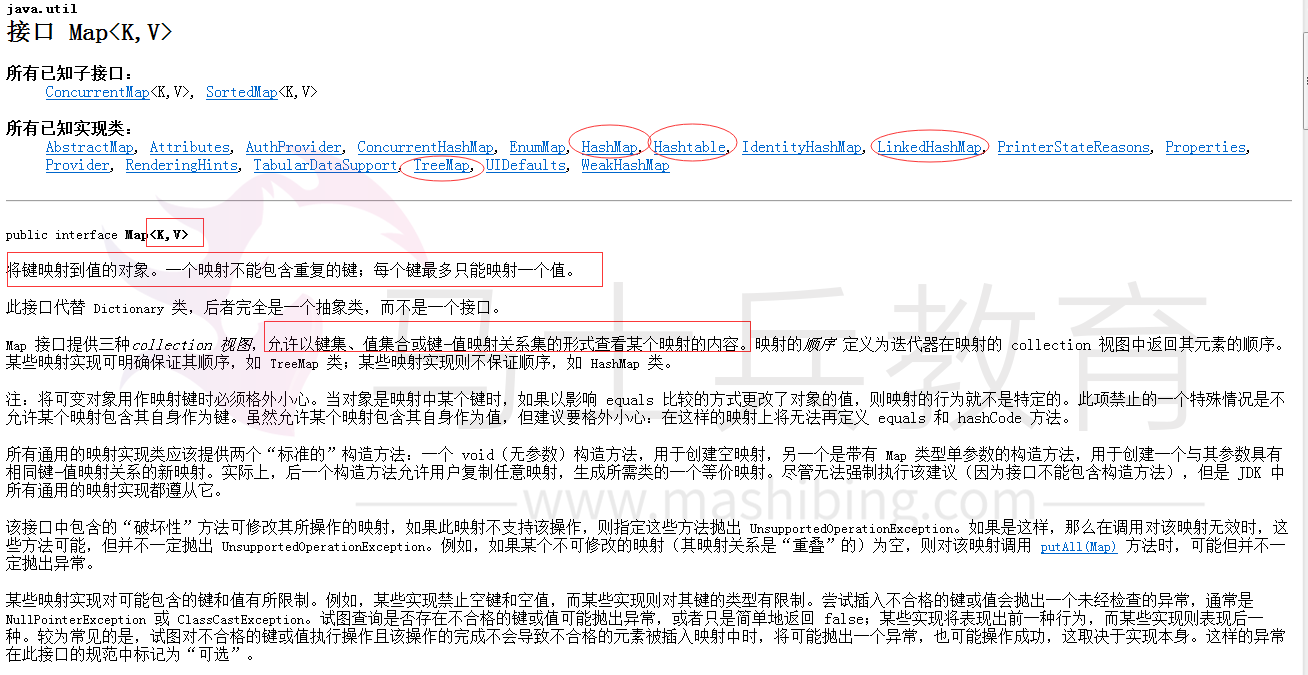 java.util
接口 Map<K,V>
所有已知子接口：
ConcurrentMap<K,V>, SortedMap<K,V>
所有已知实现类：
AbstractMap, Attributes, AuthProvider, ConcurrentHashMap, EnumMap, HashMap, Hashtable, IdentityHashMap, LinkedHashMap, PrinterStateReasons, Properties,
Provider, RenderingHints, TabularDataSupport, TreeMap, UIDefaults, WeakHashMap
public interface Map<K,V>
将键映射到值的对象。一个映射不能包含重复的键；每个键最多只能映射一个值。
此接口代替 Dictionary 类，后者完全是一个抽象类，而不是一个接口。
Map 接口提供三种collection 视图，允许以键集、值集合或键-值映射关系集的形式查看某个映射的内容。映射的顺序 定义为迭代器在映射的 collection 视图中返回其元素的顺序。
某些映射实现可明确保证其顺序，如 TreeMap 类；某些映射实现则不保证顺序，如 HashMap 类。
注：将可变对象用作映射键时必须格外小心。当对象是映射中某个键时，如果以影响 equals 比较的方式更改了对象的值，则映射的行为就不是特定的。此项禁止的一个特殊情况是不
允许某个映射包含其自身作为键。虽然允许某个映射包含其自身作为值，但建议要格外小心：在这样的映射上将无法再定义 equals 和 hashCode 方法。
所有通用的映射实现类应该提供两个“标准的”构造方法：一个 void（无参数）构造方法，用于创建空映射，另一个是带有 Map 类型单参数的构造方法，用于创建一个与其参数具有
相同键-值映射关系的新映射。实际上，后一个构造方法允许用户复制任意映射，生成所需类的一个等价映射。尽管无法强制执行该建议（因为接口不能包含构造方法），但是 JDK 中
所有通用的映射实现都遵从它。
该接口中包含的“破坏性”方法可修改其所操作的映射，如果此映射不支持该操作，则指定这些方法抛出 UnsupportedOperationException。如果是这样，那么在调用对该映射无效时，这
些方法可能，但并不一定抛出 UnsupportedOperationException。例如，如果某个不可修改的映射（其映射关系是“重叠”的）为空，则对该映射调用 putAll(Map) 方法时，可能但并不一
定抛出异常。
某些映射实现对可能包含的键和值有所限制。例如，某些实现禁止空键和空值，而某些实现则对其键的类型有限制。尝试插入不合格的键或值会抛出一个未经检查的异常，通常是
NullPointerException 或 ClassCastException。试图查询是否存在不合格的键或值可能抛出异常，或者只是简单地返回 false；某些实现将表现出前一种行为，而某些实现则表现后一
种。较为常见的是，试图对不合格的键或值执行操作且该操作的完成不会导致不合格的元素被插入映射中时，将可能抛出一个异常，也可能操作成功，这取决于实现本身。这样的异常
在此接口的规范中标记为“可选”。
马士兵教育
www.mashibing.com